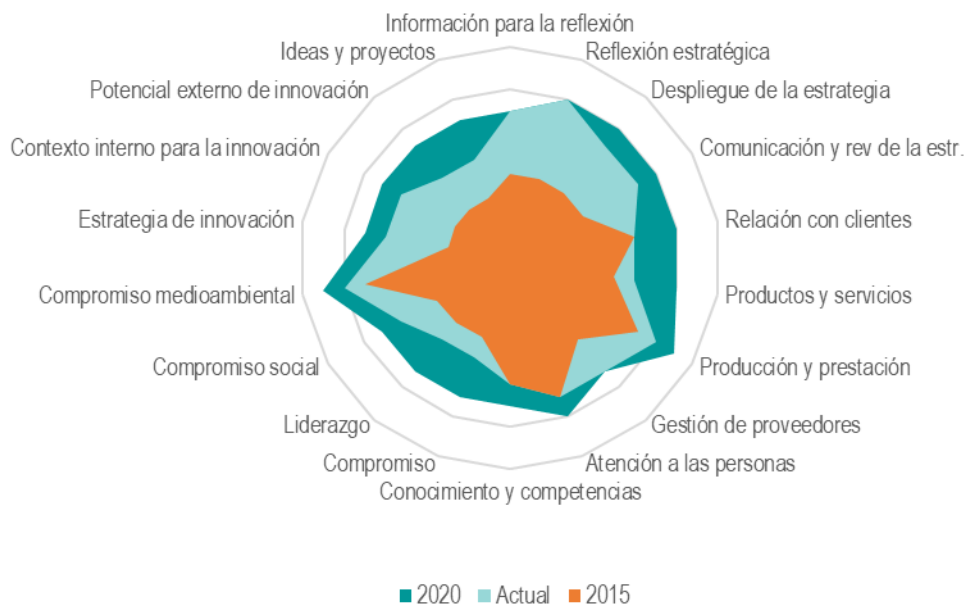 Información para la reflexión
Ideas y proyectos
Reflexión estratégica
Potencial externo de innovación
Despliegue de la estrategia
Contexto interno para la innovación
Comunicación y rev de la estr.
Estrategia de innovación
Relación con clientes
Compromiso medioambiental
Productos y servicios
Compromiso social
Producción y prestación
Liderazgo
Gestión de proveedores
Compromiso
Atención a las personas
Conocimiento y competencias
2020 Actual 2015